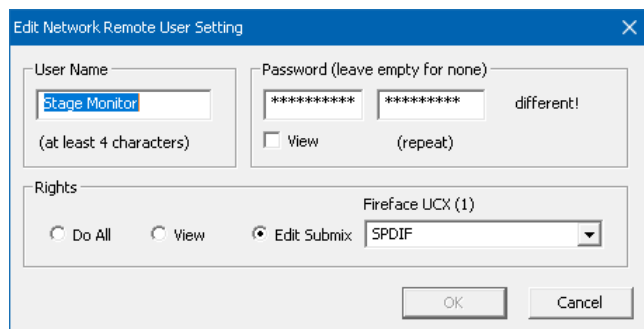 Edit Network Remote User Setting
User Name
Password (leave empty for none)
Stage Monitor
********** ********* different!
(at least 4 characters)
View
(repeat)
Rights
Fireface UCX (1)
Do All
View
Edit Submix
SPDIF
OK
Cancel